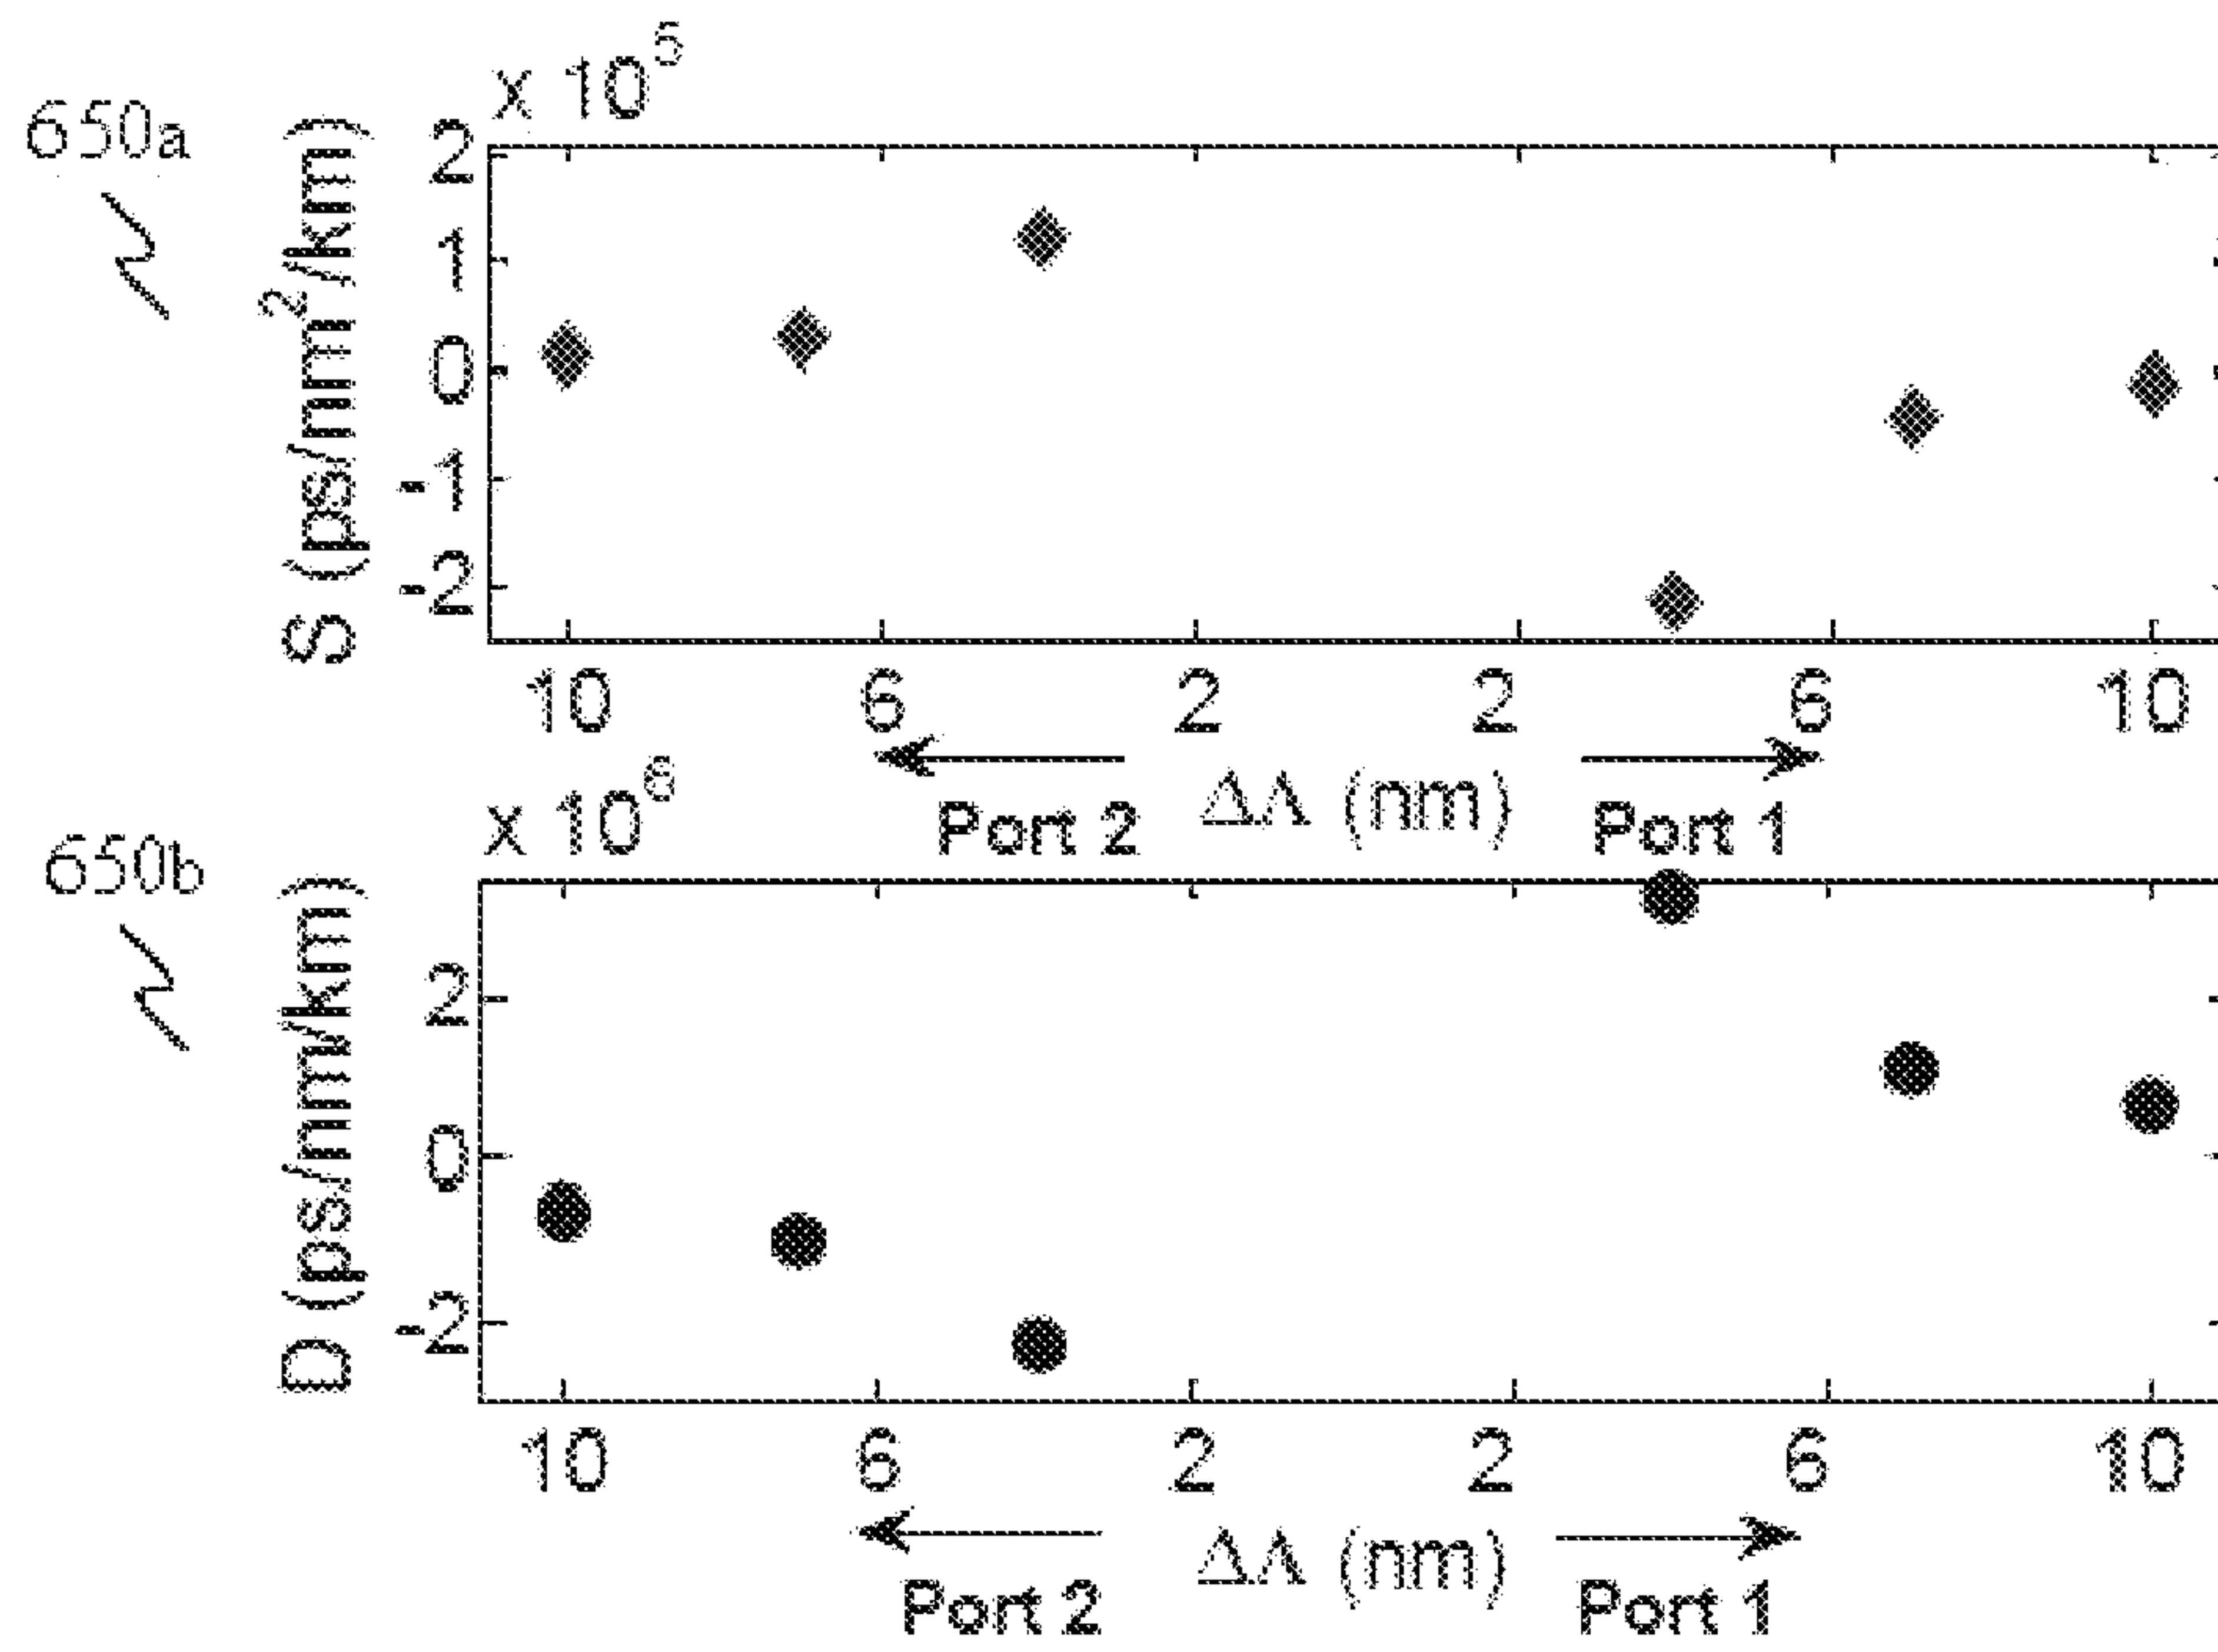 650a
x 10^5
S (ps/nm^2/km)
2
1
0
-1
-2
10 6 2 2 6 10
Port 2 ΔΛ (nm) Port 1
650b
x 10^6
D (ps/nm/km)
2
0
-2
10 6 2 2 6 10
Port 2 ΔΛ (nm) Port 1